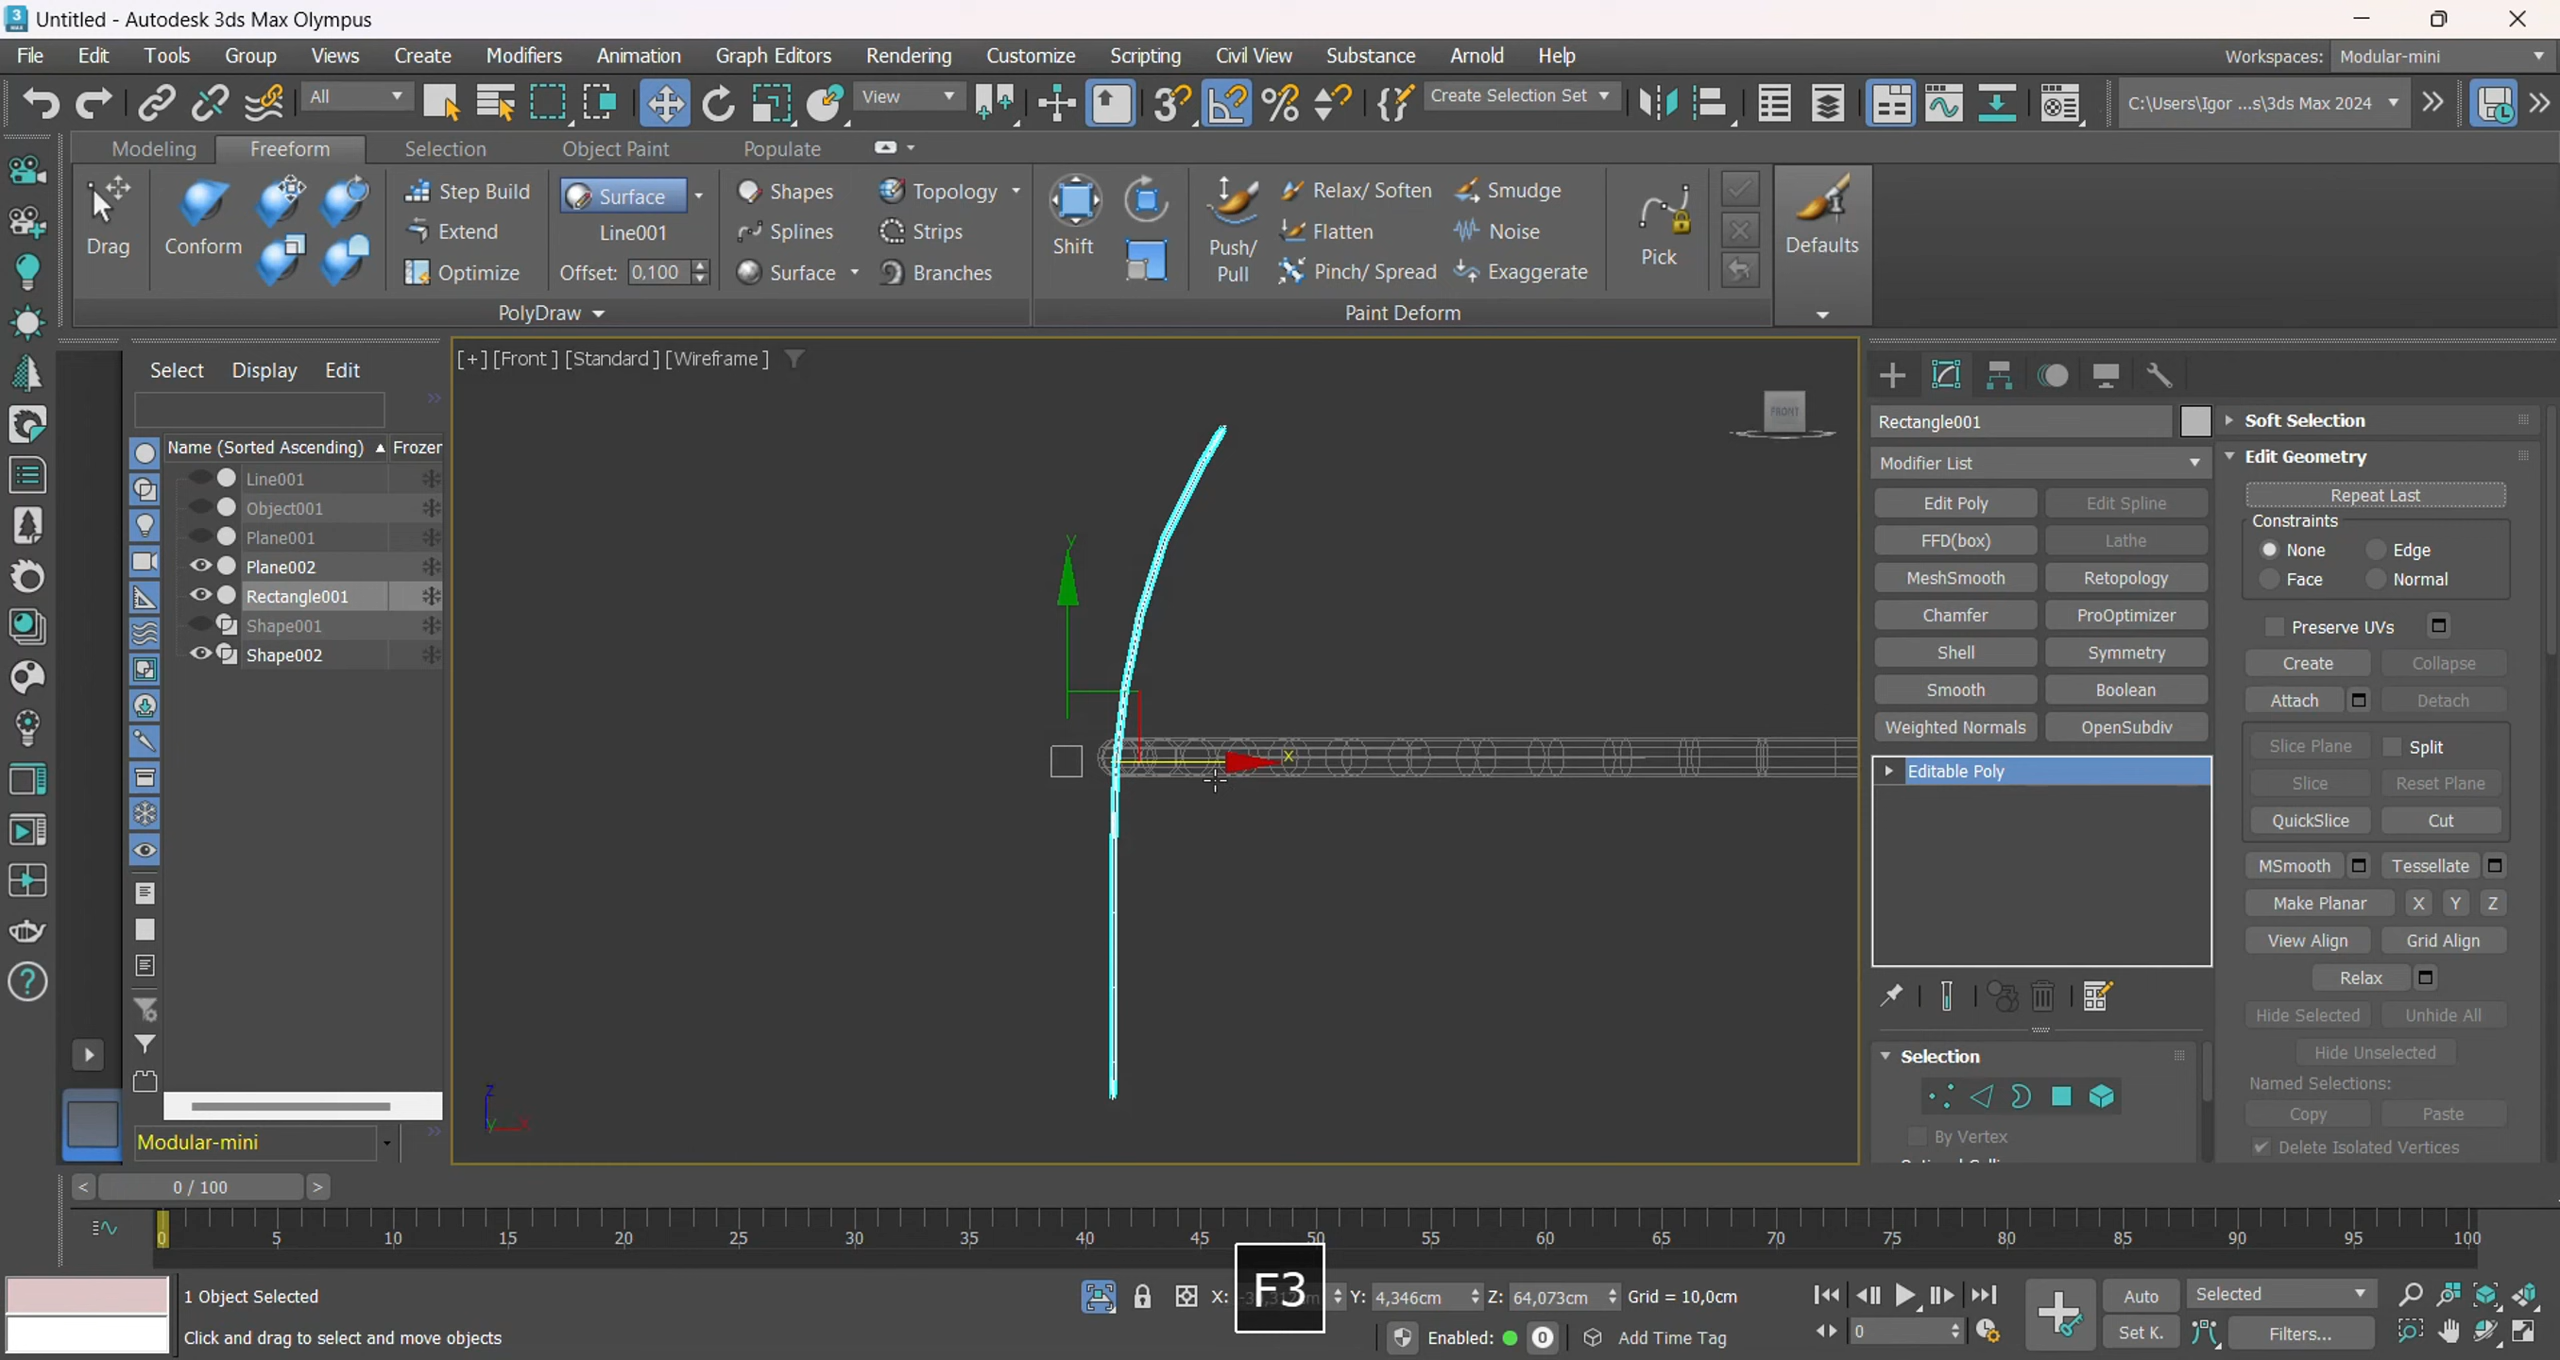 Untitled - Autodesk 3ds Max Olympus
File Edit Tools Group Views Create Modifiers Animation Graph Editors Rendering Customize Scripting Civil View Substance Arnold Help Workspaces: Modular-mini
All View Create Selection Set C:\Users\Igor ...s\3ds Max 2024
Modeling Freeform Selection Object Paint Populate
Drag Conform Step Build Extend Optimize Surface Line001 Offset: 0,100 Shapes Splines Surface Topology Strips Branches
Shift Push/ Pull Relax/ Soften Flatten Pinch/ Spread Smudge Noise Exaggerate Pick Defaults
PolyDraw Paint Deform
Select Display Edit
Name (Sorted Ascending) Frozen
Line001
Object001
Plane001
Plane002
Rectangle001
Shape001
Shape002
Modular-mini
[+] [Front ] [Standard ] [Wireframe ]
FRONT
y
x
z
y x
Rectangle001
Modifier List
Edit Poly Edit Spline
FFD(box) Lathe
MeshSmooth Retopology
Chamfer ProOptimizer
Shell Symmetry
Smooth Boolean
Weighted Normals OpenSubdiv
Editable Poly
Selection
By Vertex
Soft Selection
Edit Geometry
Repeat Last
Constraints
None Edge
Face Normal
Preserve UVs
Create Collapse
Attach Detach
Slice Plane Split
Slice Reset Plane
QuickSlice Cut
MSmooth Tessellate
Make Planar X Y Z
View Align Grid Align
Relax
Hide Selected Unhide All
Hide Unselected
Named Selections:
Copy Paste
Delete Isolated Vertices
< 0 / 100 >
0 5 10 15 20 25 30 35 40 45 50 55 60 65 70 75 80 85 90 95 100
F3
1 Object Selected X: Y: 4,346cm Z: 64,073cm Grid = 10,0cm Auto Selected
Click and drag to select and move objects Enabled: 0 Add Time Tag 0 Set K. Filters...